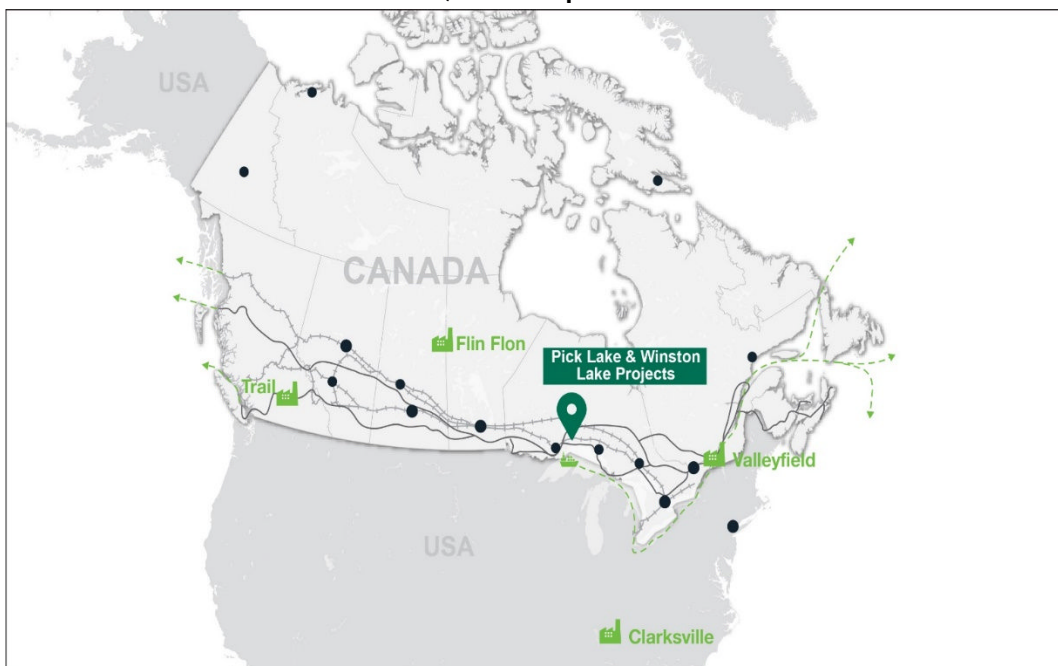 USA
CANADA
Flin Flon
Pick Lake & Winston
Lake Projects
Trail
Valleyfield
USA
Clarksville